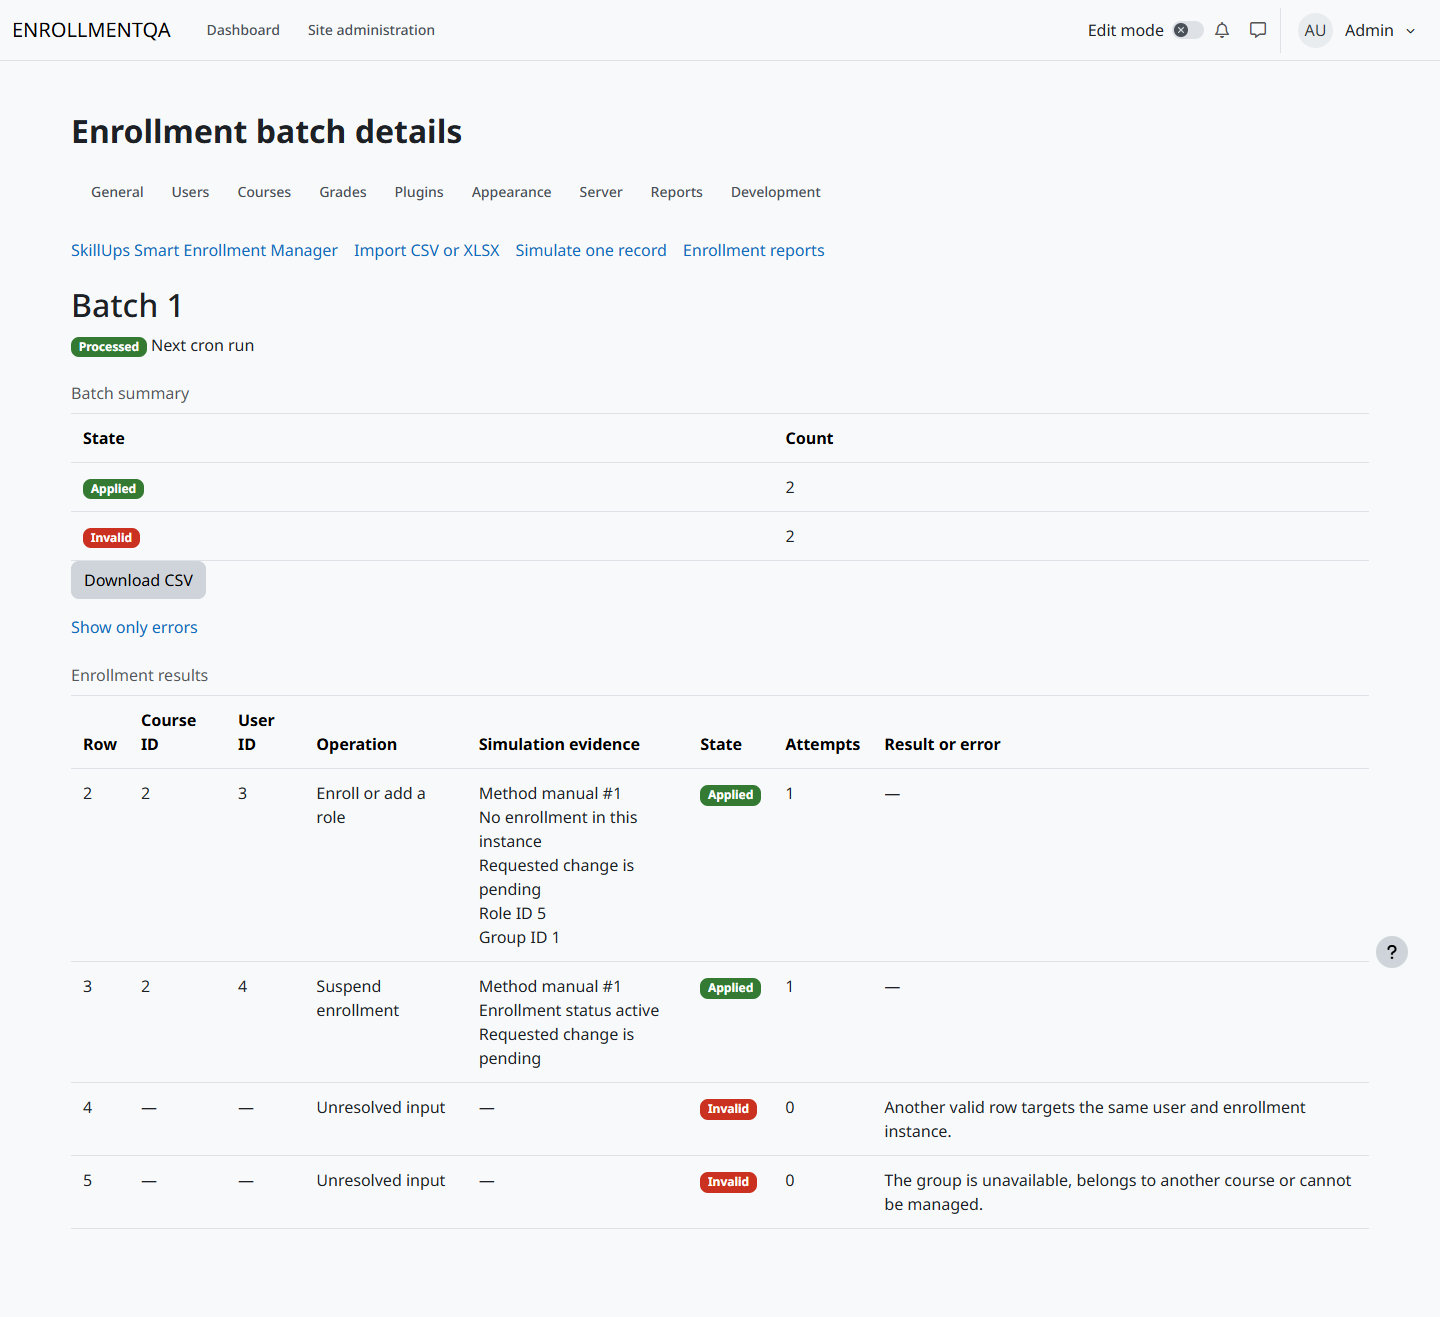 ENROLLMENTQA Dashboard Site administration Edit mode AU Admin
Enrollment batch details
General Users Courses Grades Plugins Appearance Server Reports Development
SkillUps Smart Enrollment Manager Import CSV or XLSX Simulate one record Enrollment reports
Batch 1
Processed Next cron run
Batch summary
State Count
Applied 2
Invalid 2
Download CSV
Show only errors
Enrollment results
Row Course ID User ID Operation Simulation evidence State Attempts Result or error
2 2 3 Enroll or add a role Method manual #1 Applied 1 —
No enrollment in this
instance
Requested change is
pending
Role ID 5
Group ID 1
?
3 2 4 Suspend enrollment Method manual #1 Applied 1 —
Enrollment status active
Requested change is
pending
4 — — Unresolved input — Invalid 0 Another valid row targets the same user and enrollment
instance.
5 — — Unresolved input — Invalid 0 The group is unavailable, belongs to another course or cannot
be managed.